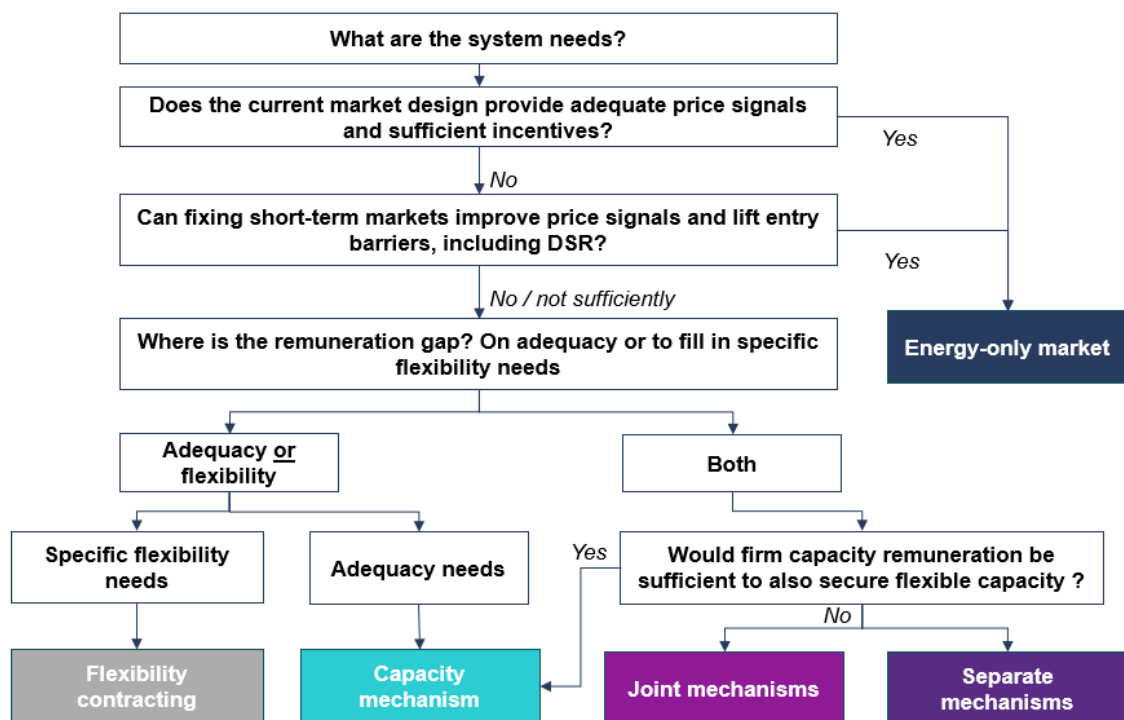 What are the system needs?
Does the current market design provide adequate price signals
and sufficient incentives?
Yes
No
Can fixing short-term markets improve price signals and lift entry
barriers, including DSR?
Yes
No / not sufficiently
Energy-only market
Where is the remuneration gap? On adequacy or to fill in specific
flexibility needs
Adequacy or
flexibility
Both
Specific flexibility
needs
Adequacy needs
Yes
Would firm capacity remuneration be
sufficient to also secure flexible capacity ?
No
Flexibility
contracting
Capacity
mechanism
Joint mechanisms
Separate
mechanisms